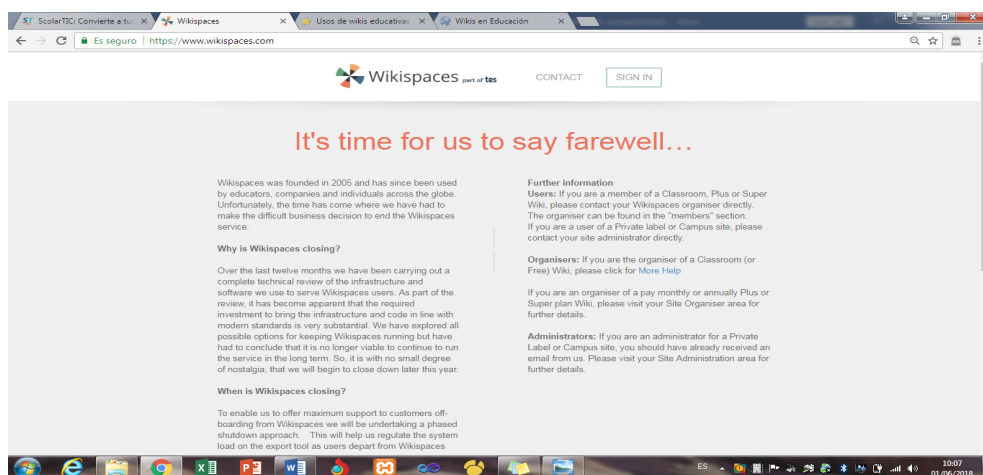 ScolarTIC: Convierte a tu
Wikispaces
Usos de wikis educativas
Wikis en Educación
Es seguro | https://www.wikispaces.com
Wikispaces part of tes
CONTACT
SIGN IN
It's time for us to say farewell...
Wikispaces was founded in 2005 and has since been used
by educators, companies and individuals across the globe.
Unfortunately, the time has come where we have had to
make the difficult business decision to end the Wikispaces
service.
Why is Wikispaces closing?
Over the last twelve months we have been carrying out a
complete technical review of the infrastructure and
software we use to serve Wikispaces users. As part of the
review, it has become apparent that the required
investment to bring the infrastructure and code in line with
modern standards is very substantial. We have explored all
possible options for keeping Wikispaces running but have
had to conclude that it is no longer viable to continue to run
the service in the long term. So, it is with no small degree
of nostalgia, that we will begin to close down later this year.
When is Wikispaces closing?
To enable us to offer maximum support to customers off-
boarding from Wikispaces we will be undertaking a phased
shutdown approach. This will help us regulate the system
load on the export tool as users depart from Wikispaces
Further information
Users: If you are a member of a Classroom, Plus or Super
Wiki, please contact your Wikispaces organiser directly.
The organiser can be found in the "members" section.
If you are a user of a Private label or Campus site, please
contact your site administrator directly.
Organisers: If you are the organiser of a Classroom (or
Free) Wiki, please click for More Help
If you are an organiser of a pay monthly or annually Plus or
Super plan Wiki, please visit your Site Organiser area for
further details.
Administrators: If you are an administrator for a Private
Label or Campus site, you should have already received an
email from us. Please visit your Site Administration area for
further details.
ES
10:07
01/06/2018